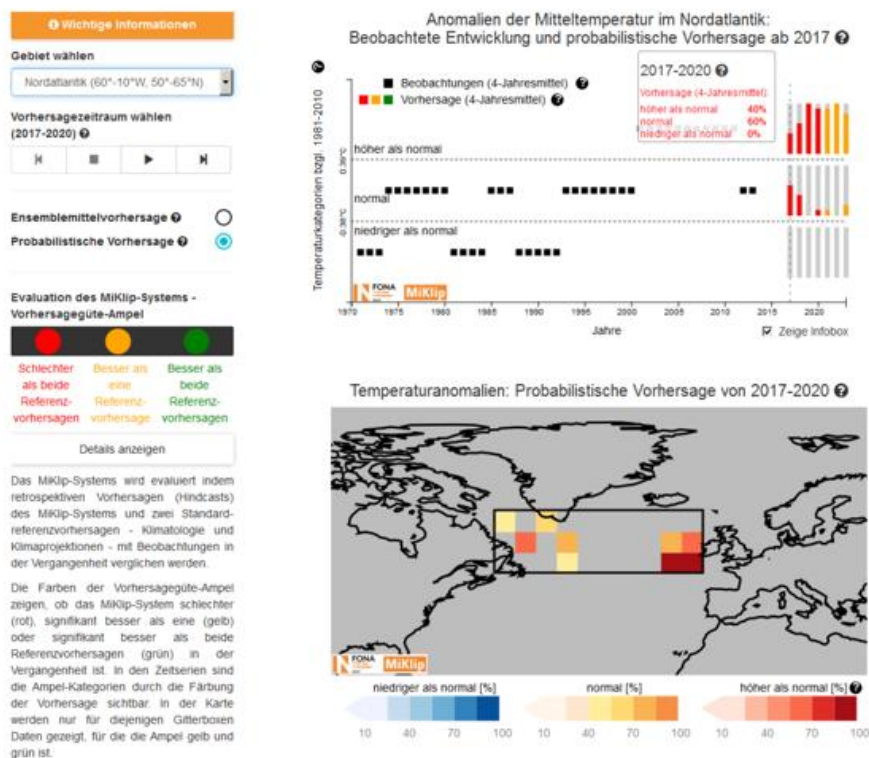 Wichtige Informationen
Gebiet wählen
Nordatlantik (60°-10°W, 50°-65°N)
Vorhersagezeitraum wählen
(2017-2020)
Ensemblemittelvorhersage
Probabilistische Vorhersage
Evaluation des MiKlip-Systems -
Vorhersagegüte-Ampel
Schlechter als beide Referenz-vorhersagen
Besser als eine Referenz-vorhersage
Besser als beide Referenz-vorhersagen
Details anzeigen
Das MiKlip-Systems wird evaluiert indem
retrospektiven Vorhersagen (Hindcasts)
des MiKlip-Systems und zwei Standard-
referenzvorhersagen - Klimatologie und
Klimaprojektionen - mit Beobachtungen in
der Vergangenheit verglichen werden.
Die Farben der Vorhersagegüte-Ampel
zeigen, ob das MiKlip-System schlechter
(rot), signifikant besser als eine (gelb)
oder signifikant besser als beide
Referenzvorhersagen (grün) in der
Vergangenheit ist. In den Zeitserien sind
die Ampel-Kategorien durch die Färbung
der Vorhersage sichtbar. In der Karte
werden nur für diejenigen Gitterboxen
Daten gezeigt, für die die Ampel gelb und
grün ist.
Anomalien der Mitteltemperatur im Nordatlantik:
Beobachtete Entwicklung und probabilistische Vorhersage ab 2017
Beobachtungen (4-Jahresmittel)
Vorhersage (4-Jahresmittel)
2017-2020
Vorhersage (4-Jahresmittel)
höher als normal 40%
normal 60%
niedriger als normal 0%
Temperaturkategorien bzgl. 1981-2010
höher als normal
normal
niedriger als normal
FONA
MiKlip
1970 1975 1980 1985 1990 1995 2000 2005 2010 2015 2020
Jahre
Zeige Infobox
Temperaturanomalien: Probabilistische Vorhersage von 2017-2020
FONA
MiKlip
niedriger als normal [%] normal [%] höher als normal [%]
10 40 70 100 10 40 70 100 10 40 70 100